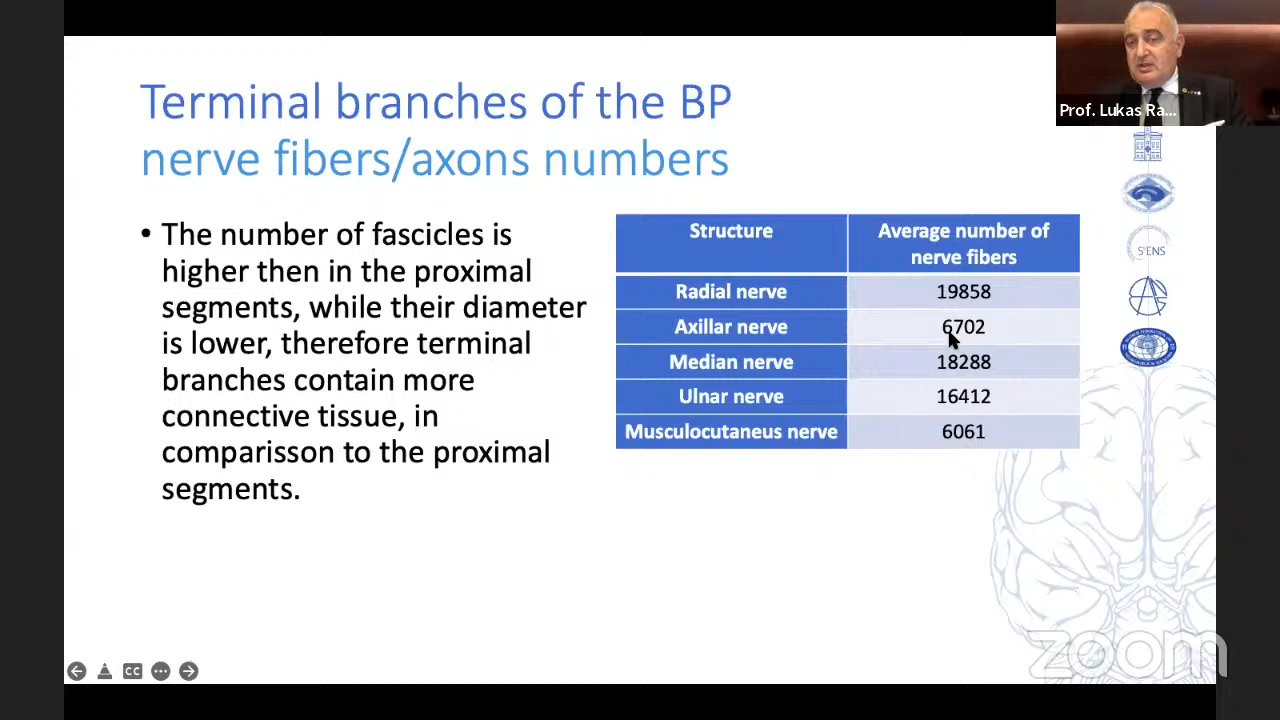 Prof. Lukas Ra...
Terminal branches of the BP
nerve fibers/axons numbers
• The number of fascicles is
higher then in the proximal
segments, while their diameter
is lower, therefore terminal
branches contain more
connective tissue, in
comparisson to the proximal
segments.
Structure Average number of nerve fibers
Radial nerve 19858
Axillar nerve 6702
Median nerve 18288
Ulnar nerve 16412
Musculocutaneus nerve 6061
S²ENS
CC
zoom